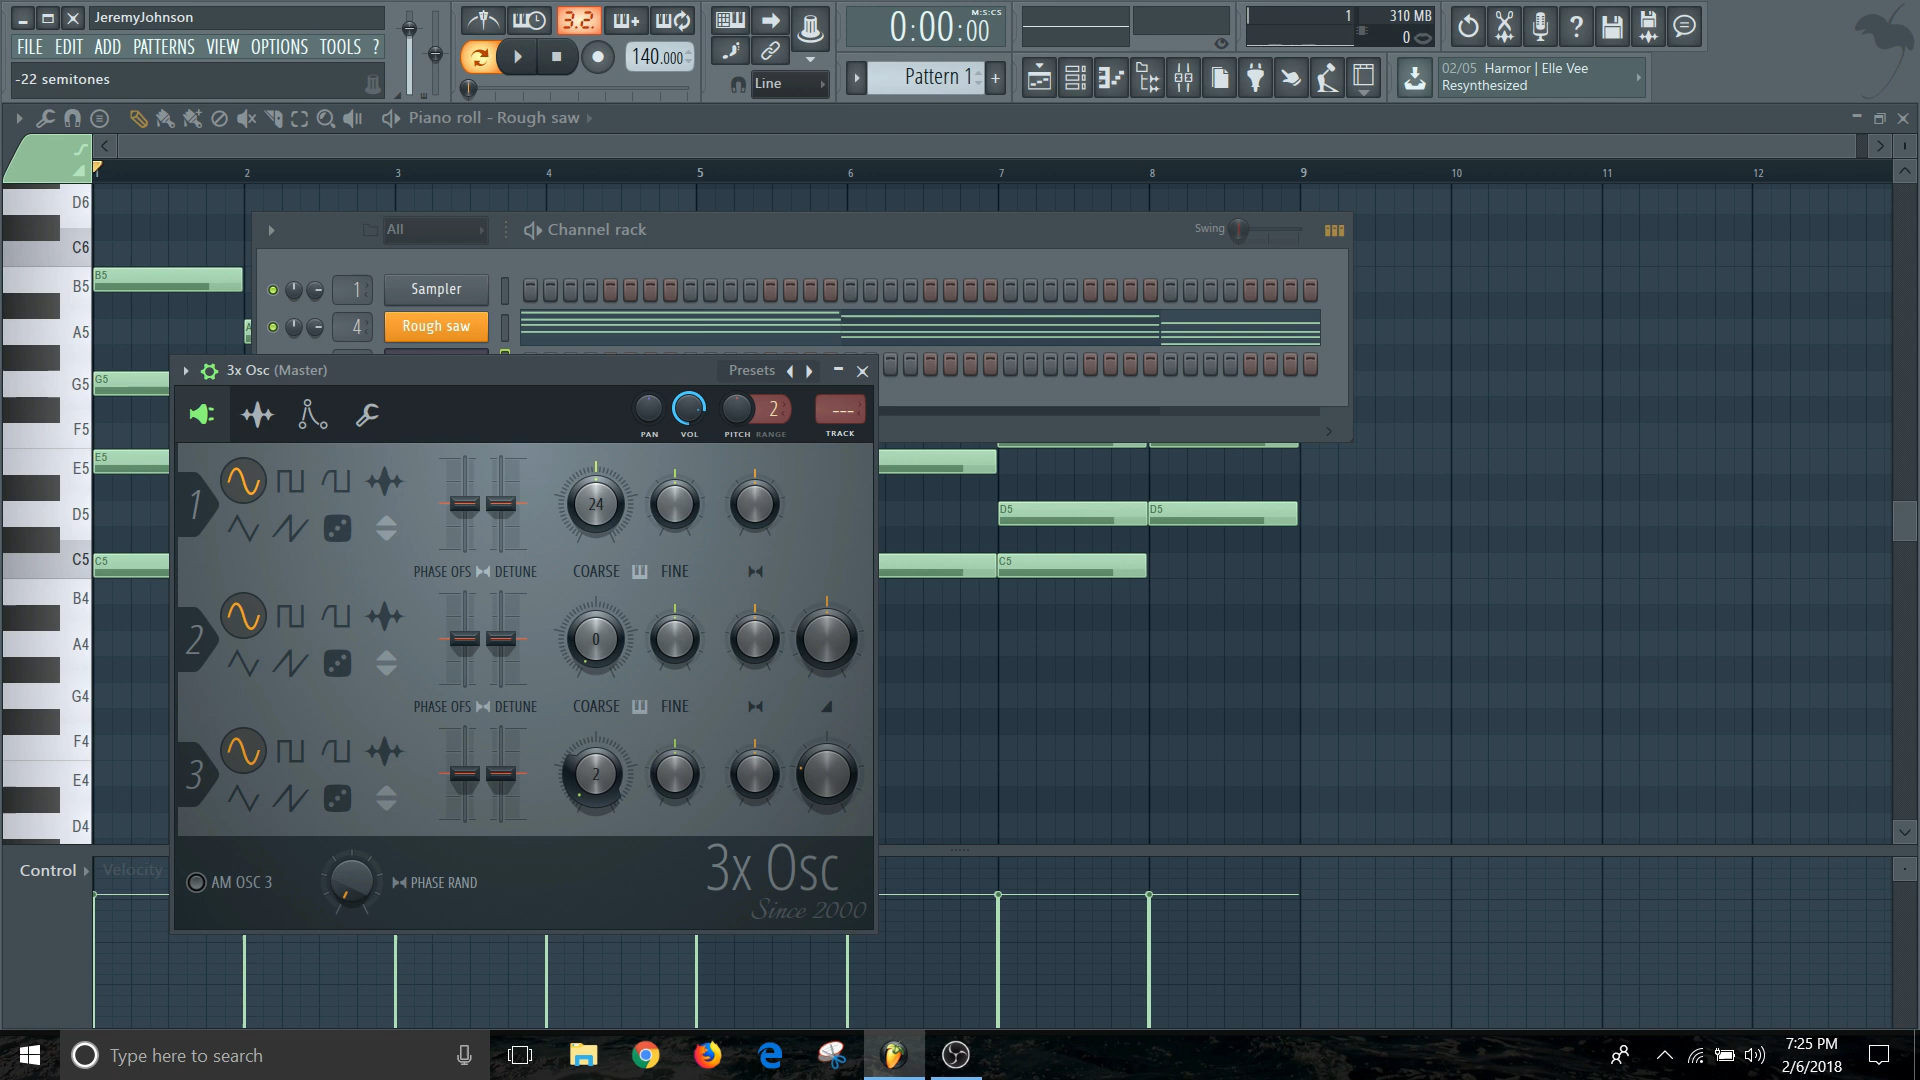 JeremyJohnson
FILE EDIT ADD PATTERNS VIEW OPTIONS TOOLS ?
-22 semitones
3.2.
140.000
Line
0:00:00
M:S:CS
Pattern 1
+
1
310 MB
0
02/05 Harmor | Elle Vee
Resynthesized
Piano roll - Rough saw
2 3 4 5 6 7 8 9 10 11 12
D6
C6
B5
A5
G5
F5
E5
D5
C5
B4
A4
G4
F4
E4
D4
B5
G5
E5
C5
D5
D5
C5
All
Channel rack
Swing
1
Sampler
4
Rough saw
3x Osc (Master)
Presets
2
---
PAN VOL PITCH RANGE TRACK
1
24
PHASE OFS DETUNE COARSE FINE
2
0
PHASE OFS DETUNE COARSE FINE
3
2
AM OSC 3
PHASE RAND
3x Osc
Since 2000
Control
Velocity
Type here to search
7:25 PM
2/6/2018